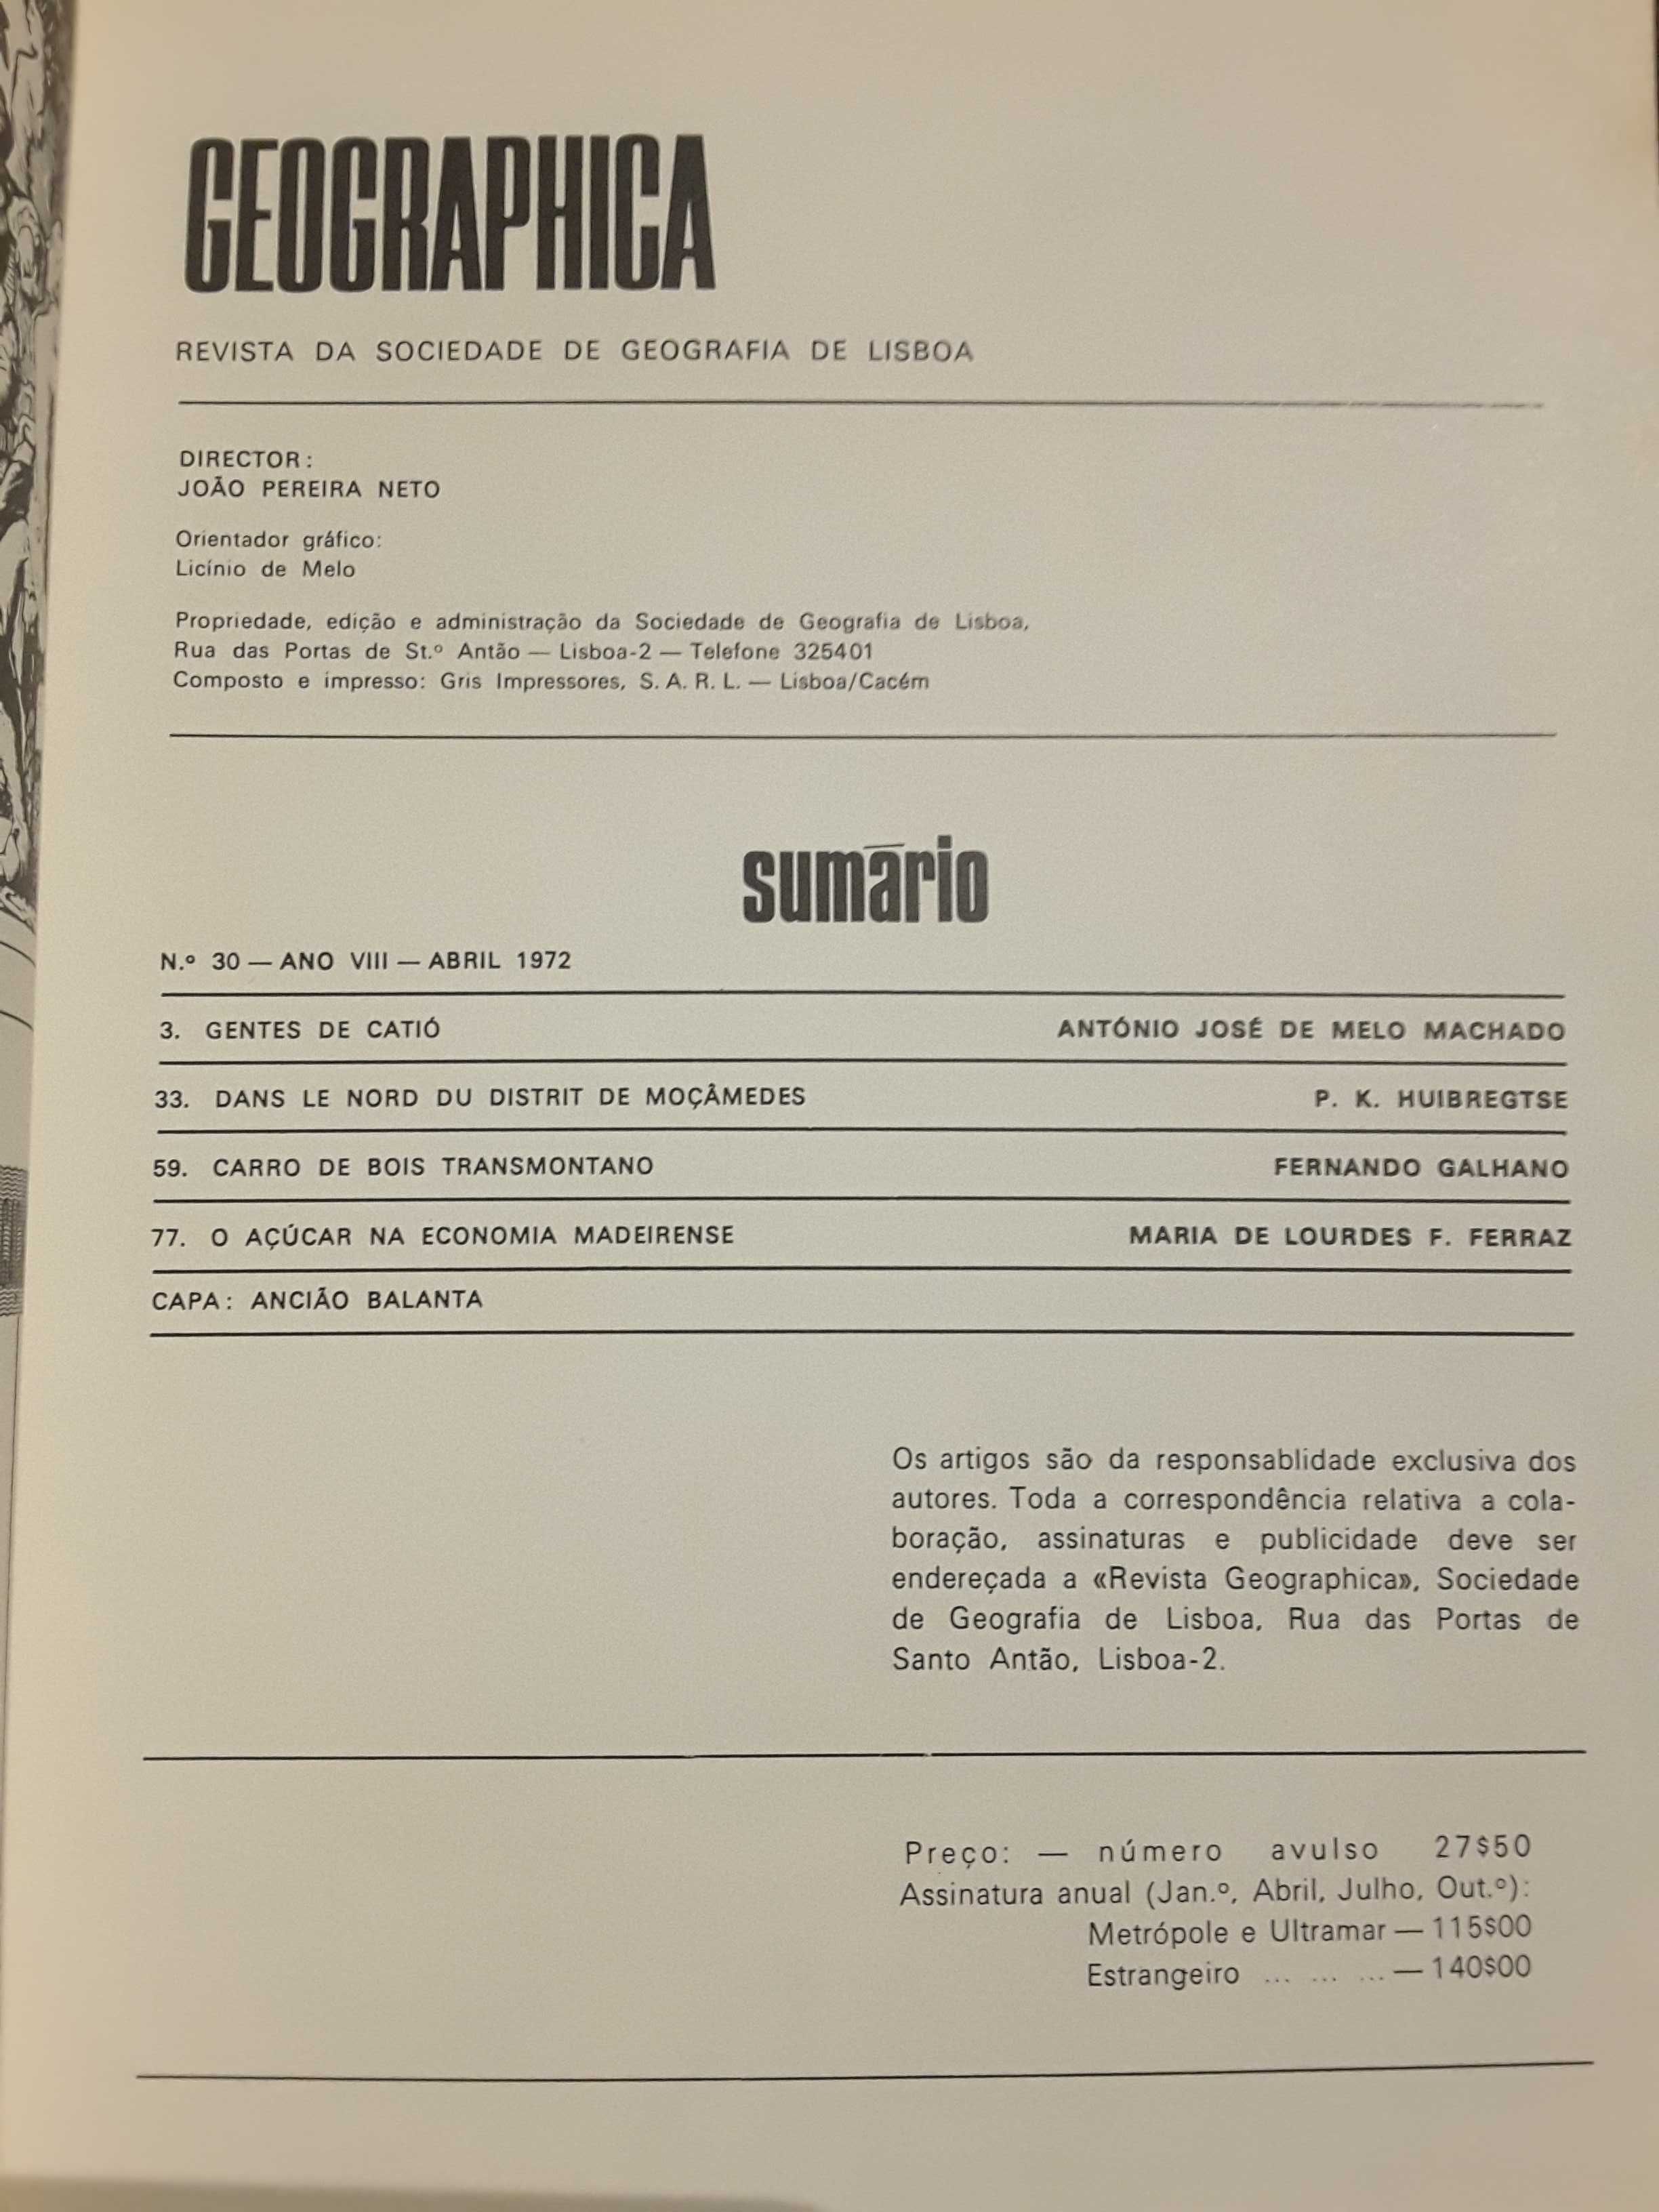 GEOGRAPHICA
REVISTA DA SOCIEDADE DE GEOGRAFIA DE LISBOA
DIRECTOR:
JOÃO PEREIRA NETO
Orientador gráfico:
Licínio de Melo
Propriedade, edição e administração da Sociedade de Geografia de Lisboa,
Rua das Portas de St.º Antão — Lisboa-2 — Telefone 325401
Composto e impresso: Gris Impressores, S. A. R. L. — Lisboa/Cacém
sumário
N.º 30 — ANO VIII — ABRIL 1972
3. GENTES DE CATIÓ ANTÓNIO JOSÉ DE MELO MACHADO
33. DANS LE NORD DU DISTRIT DE MOÇÂMEDES P. K. HUIBREGTSE
59. CARRO DE BOIS TRANSMONTANO FERNANDO GALHANO
77. O AÇÚCAR NA ECONOMIA MADEIRENSE MARIA DE LOURDES F. FERRAZ
CAPA: ANCIÃO BALANTA
Os artigos são da responsablidade exclusiva dos
autores. Toda a correspondência relativa a cola-
boração, assinaturas e publicidade deve ser
endereçada a «Revista Geographica», Sociedade
de Geografia de Lisboa, Rua das Portas de
Santo Antão, Lisboa-2.
Preço: — número avulso 27$50
Assinatura anual (Jan.º, Abril, Julho, Out.º):
Metrópole e Ultramar — 115$00
Estrangeiro ... ... ... — 140$00